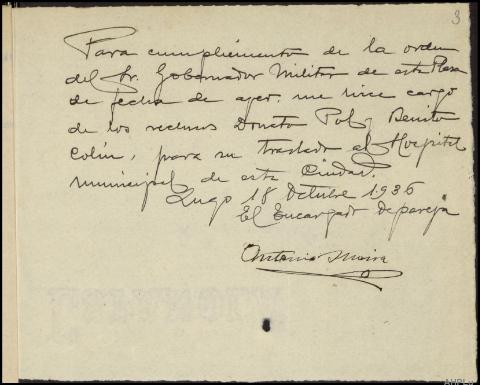 3
Para cumplimiento de la orden
del Sr. Gobernador Militar de esta Plaza
de fecha de ayer, me hice cargo
de los reclusos Donato Pol y Benito
Colín, para su traslado al Hospital
municipal de esta Ciudad.
Lugo 18 Octubre 1936
El Encargado de pareja
Antonio